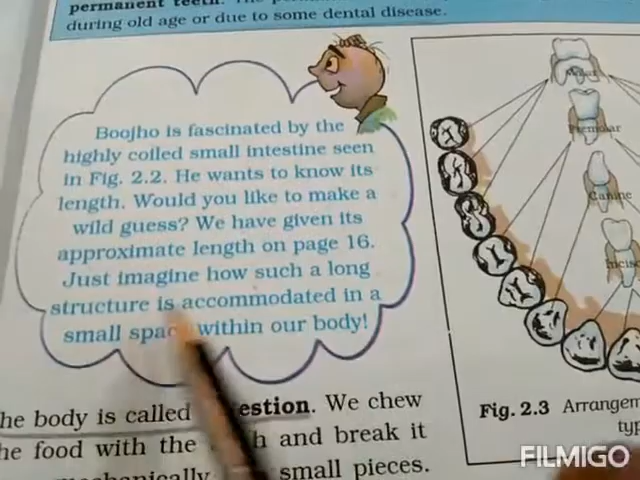 permanent teeth. The
during old age or due to some dental disease.
Boojho is fascinated by the
highly coiled small intestine seen
in Fig. 2.2. He wants to know its
length. Would you like to make a
wild guess? We have given its
approximate length on page 16.
Just imagine how such a long
structure is accommodated in a
small space within our body!
Molar
Premolar
Canine
Incisor
he body is called estion. We chew
he food with the and break it
mechanically small pieces.
Fig. 2.3 Arrangem
typ
FILMIGO